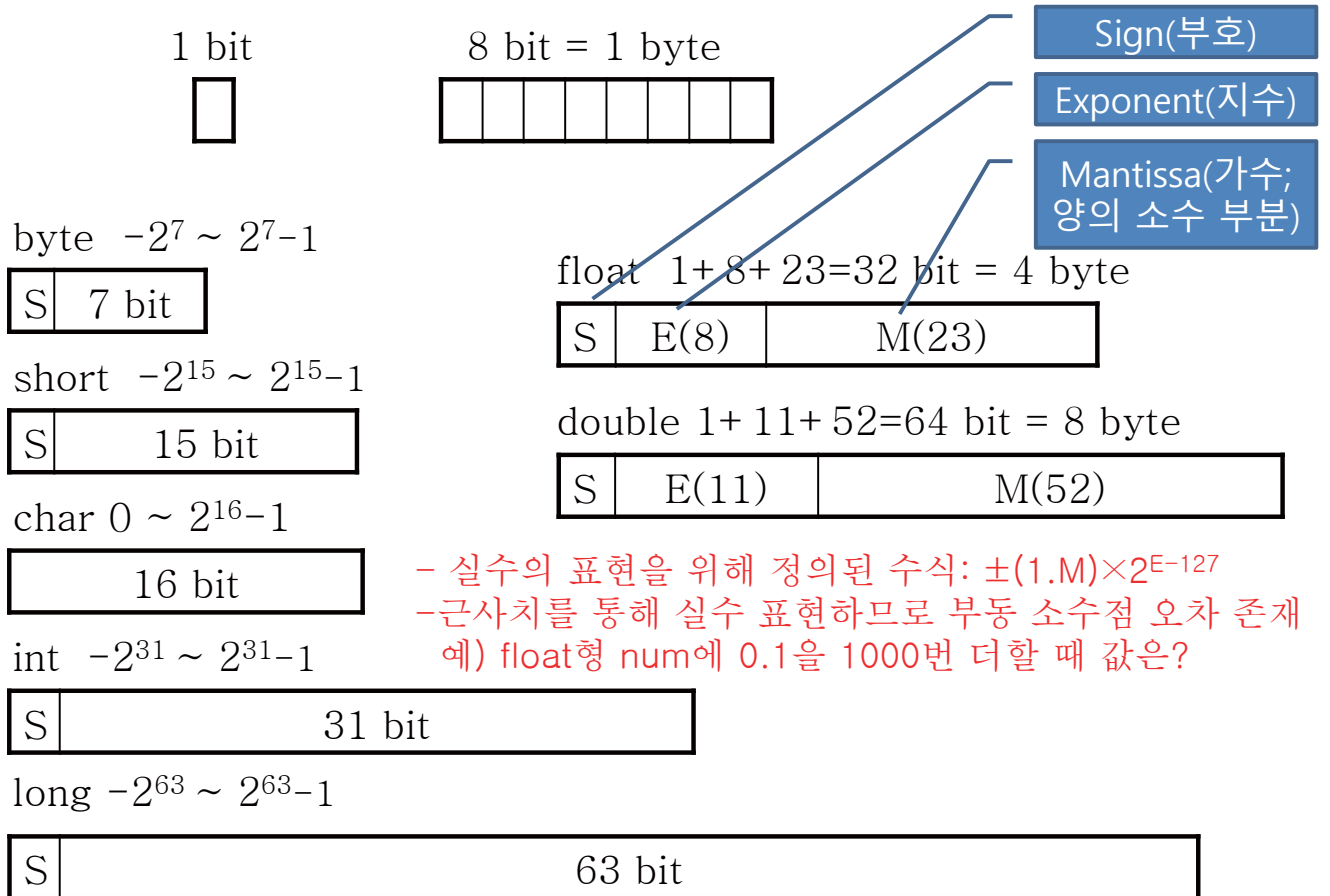 1 bit
8 bit = 1 byte
Sign(부호)
Exponent(지수)
Mantissa(가수;
양의 소수 부분)
byte -2⁷ ~ 2⁷-1
S 7 bit
short -2¹⁵ ~ 2¹⁵-1
S 15 bit
char 0 ~ 2¹⁶-1
16 bit
int -2³¹ ~ 2³¹-1
S 31 bit
long -2⁶³ ~ 2⁶³-1
S 63 bit
float 1+8+23=32 bit = 4 byte
S E(8) M(23)
double 1+11+52=64 bit = 8 byte
S E(11) M(52)
- 실수의 표현을 위해 정의된 수식: ±(1.M)×2ᴱ⁻¹²⁷
-근사치를 통해 실수 표현하므로 부동 소수점 오차 존재
예) float형 num에 0.1을 1000번 더할 때 값은?